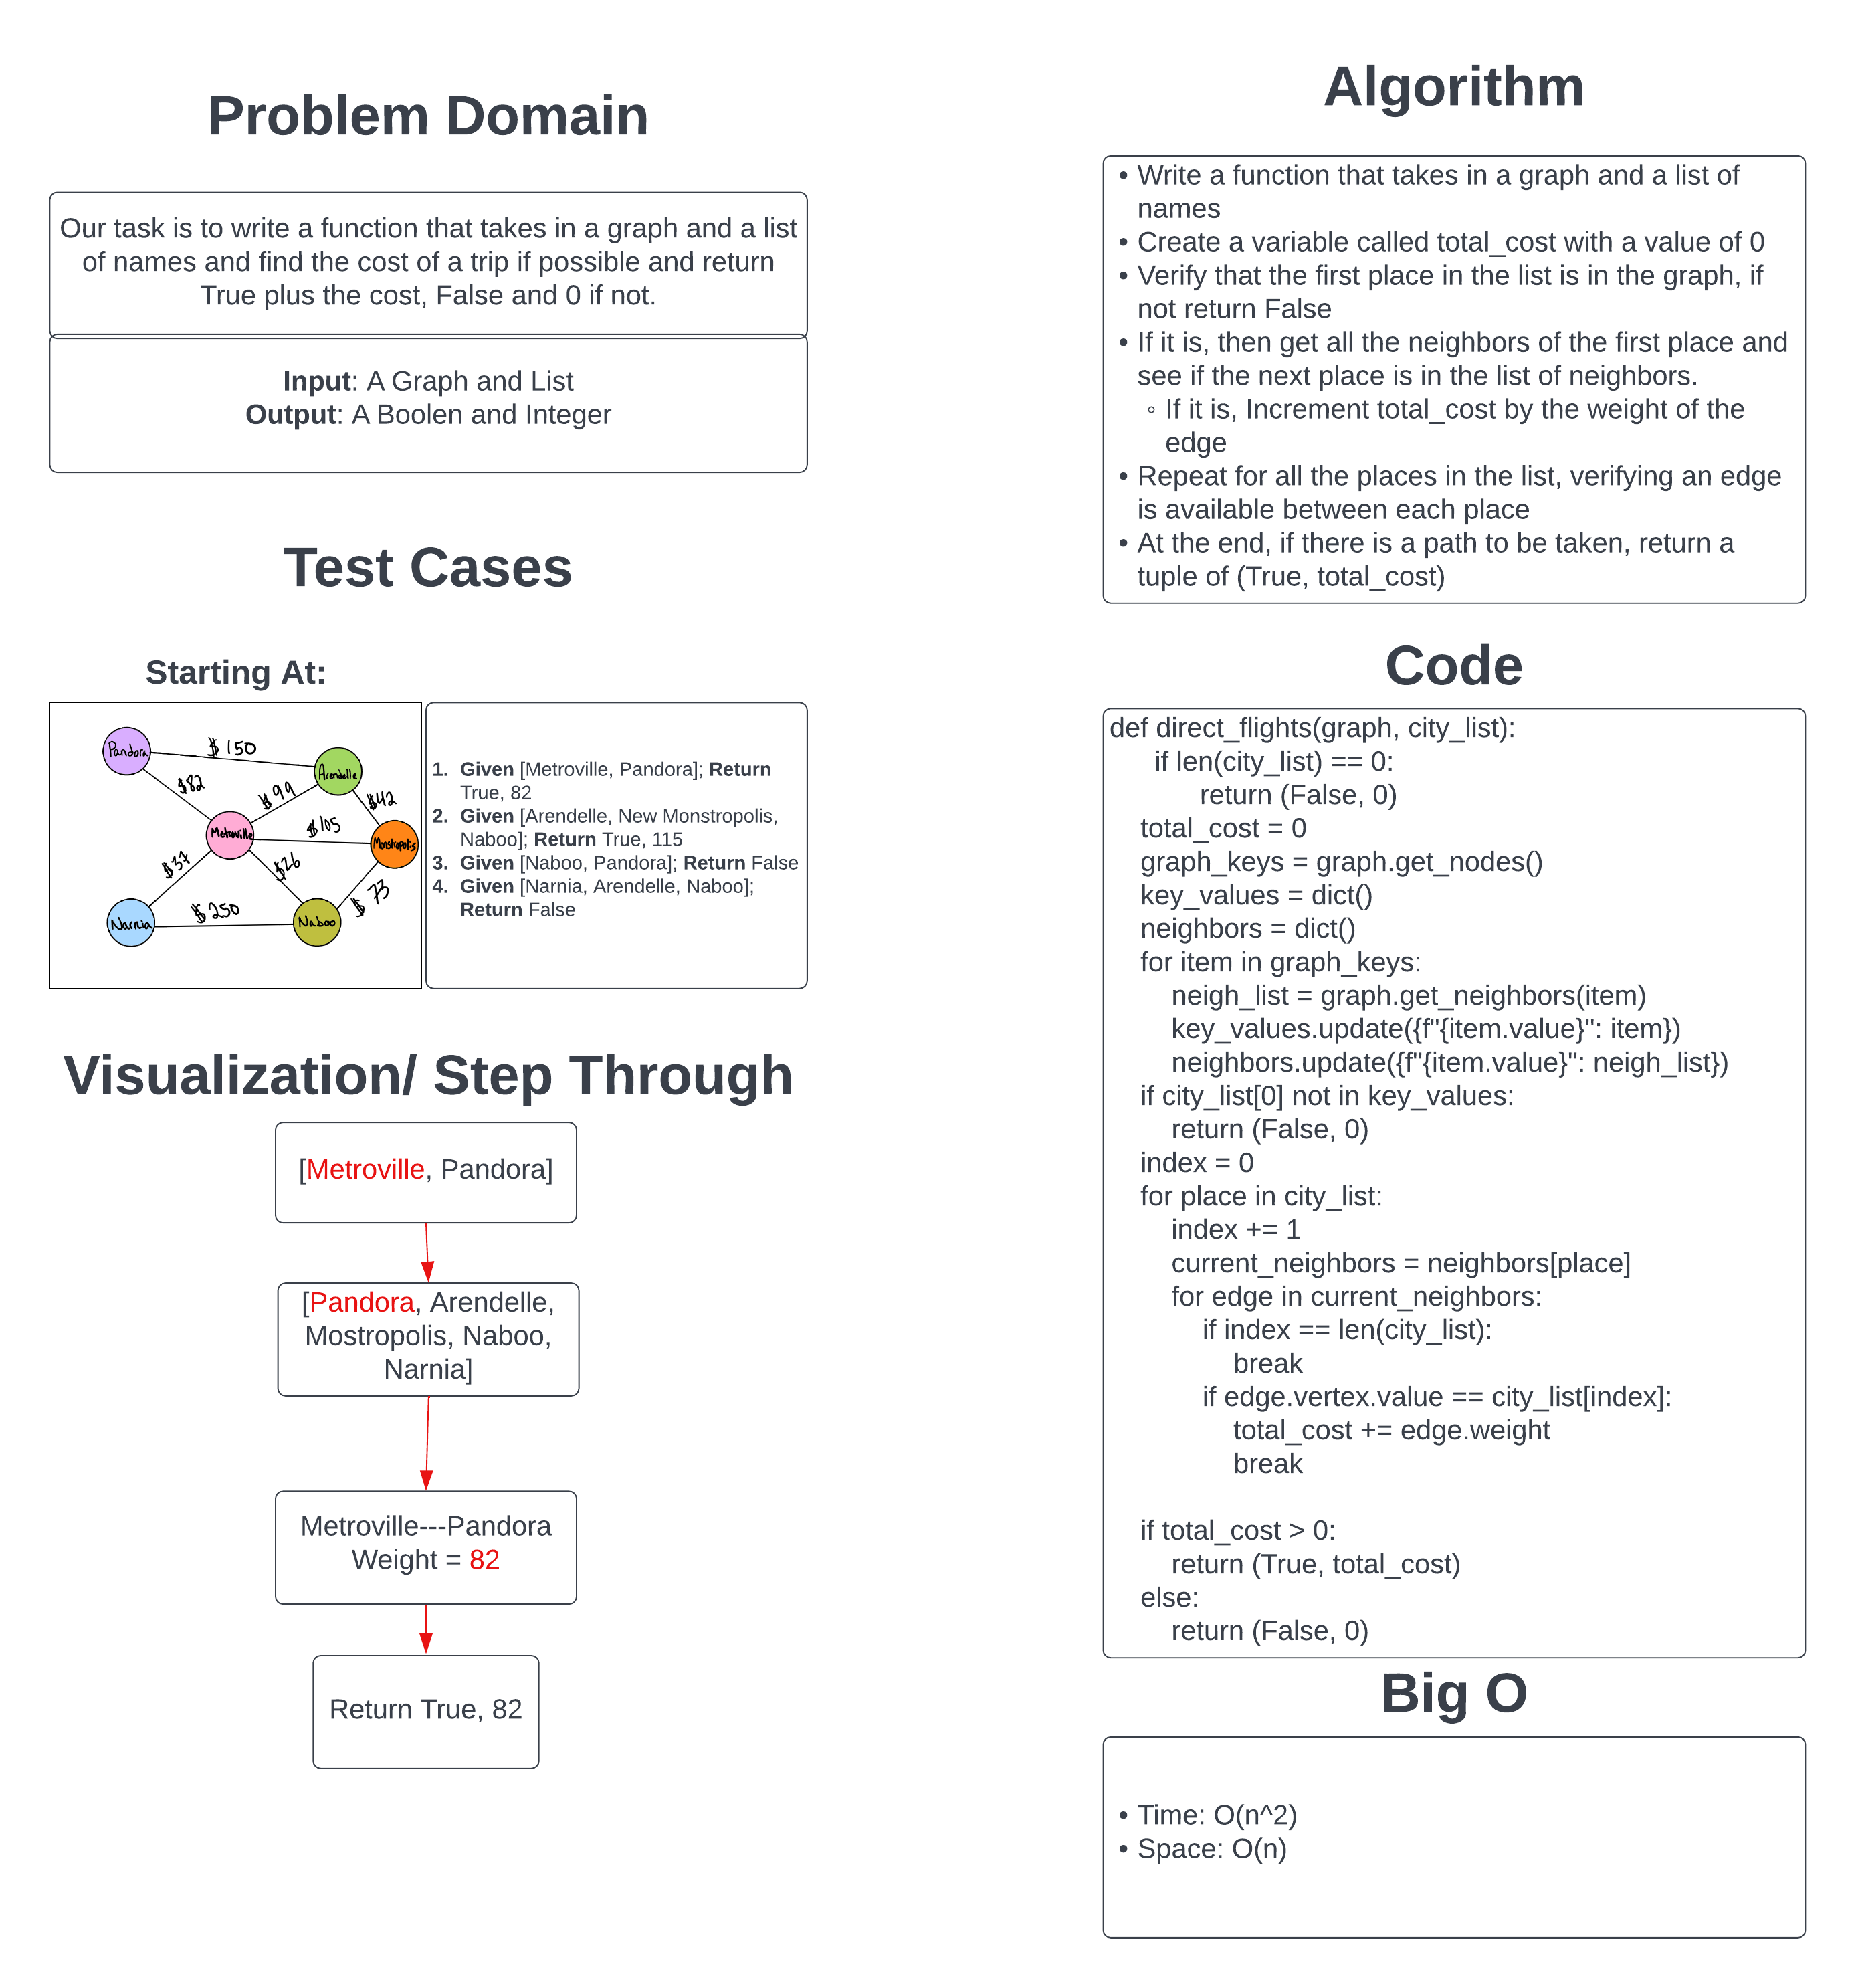 Problem Domain
Our task is to write a function that takes in a graph and a list
of names and find the cost of a trip if possible and return
True plus the cost, False and 0 if not.
Input: A Graph and List
Output: A Boolen and Integer
Test Cases
Starting At:
Pandora
$150
Arendelle
$82
$99
$42
Metroville
$105
Monstropolis
$37
$26
$73
Narnia
$250
Naboo
1. Given [Metroville, Pandora]; Return
True, 82
2. Given [Arendelle, New Monstropolis,
Naboo]; Return True, 115
3. Given [Naboo, Pandora]; Return False
4. Given [Narnia, Arendelle, Naboo];
Return False
Visualization/ Step Through
[Metroville, Pandora]
[Pandora, Arendelle,
Mostropolis, Naboo,
Narnia]
Metroville---Pandora
Weight = 82
Return True, 82
Algorithm
• Write a function that takes in a graph and a list of
names
• Create a variable called total_cost with a value of 0
• Verify that the first place in the list is in the graph, if
not return False
• If it is, then get all the neighbors of the first place and
see if the next place is in the list of neighbors.
◦ If it is, Increment total_cost by the weight of the
edge
• Repeat for all the places in the list, verifying an edge
is available between each place
• At the end, if there is a path to be taken, return a
tuple of (True, total_cost)
Code
def direct_flights(graph, city_list):
if len(city_list) == 0:
return (False, 0)
total_cost = 0
graph_keys = graph.get_nodes()
key_values = dict()
neighbors = dict()
for item in graph_keys:
neigh_list = graph.get_neighbors(item)
key_values.update({f"{item.value}": item})
neighbors.update({f"{item.value}": neigh_list})
if city_list[0] not in key_values:
return (False, 0)
index = 0
for place in city_list:
index += 1
current_neighbors = neighbors[place]
for edge in current_neighbors:
if index == len(city_list):
break
if edge.vertex.value == city_list[index]:
total_cost += edge.weight
break
if total_cost > 0:
return (True, total_cost)
else:
return (False, 0)
Big O
• Time: O(n^2)
• Space: O(n)